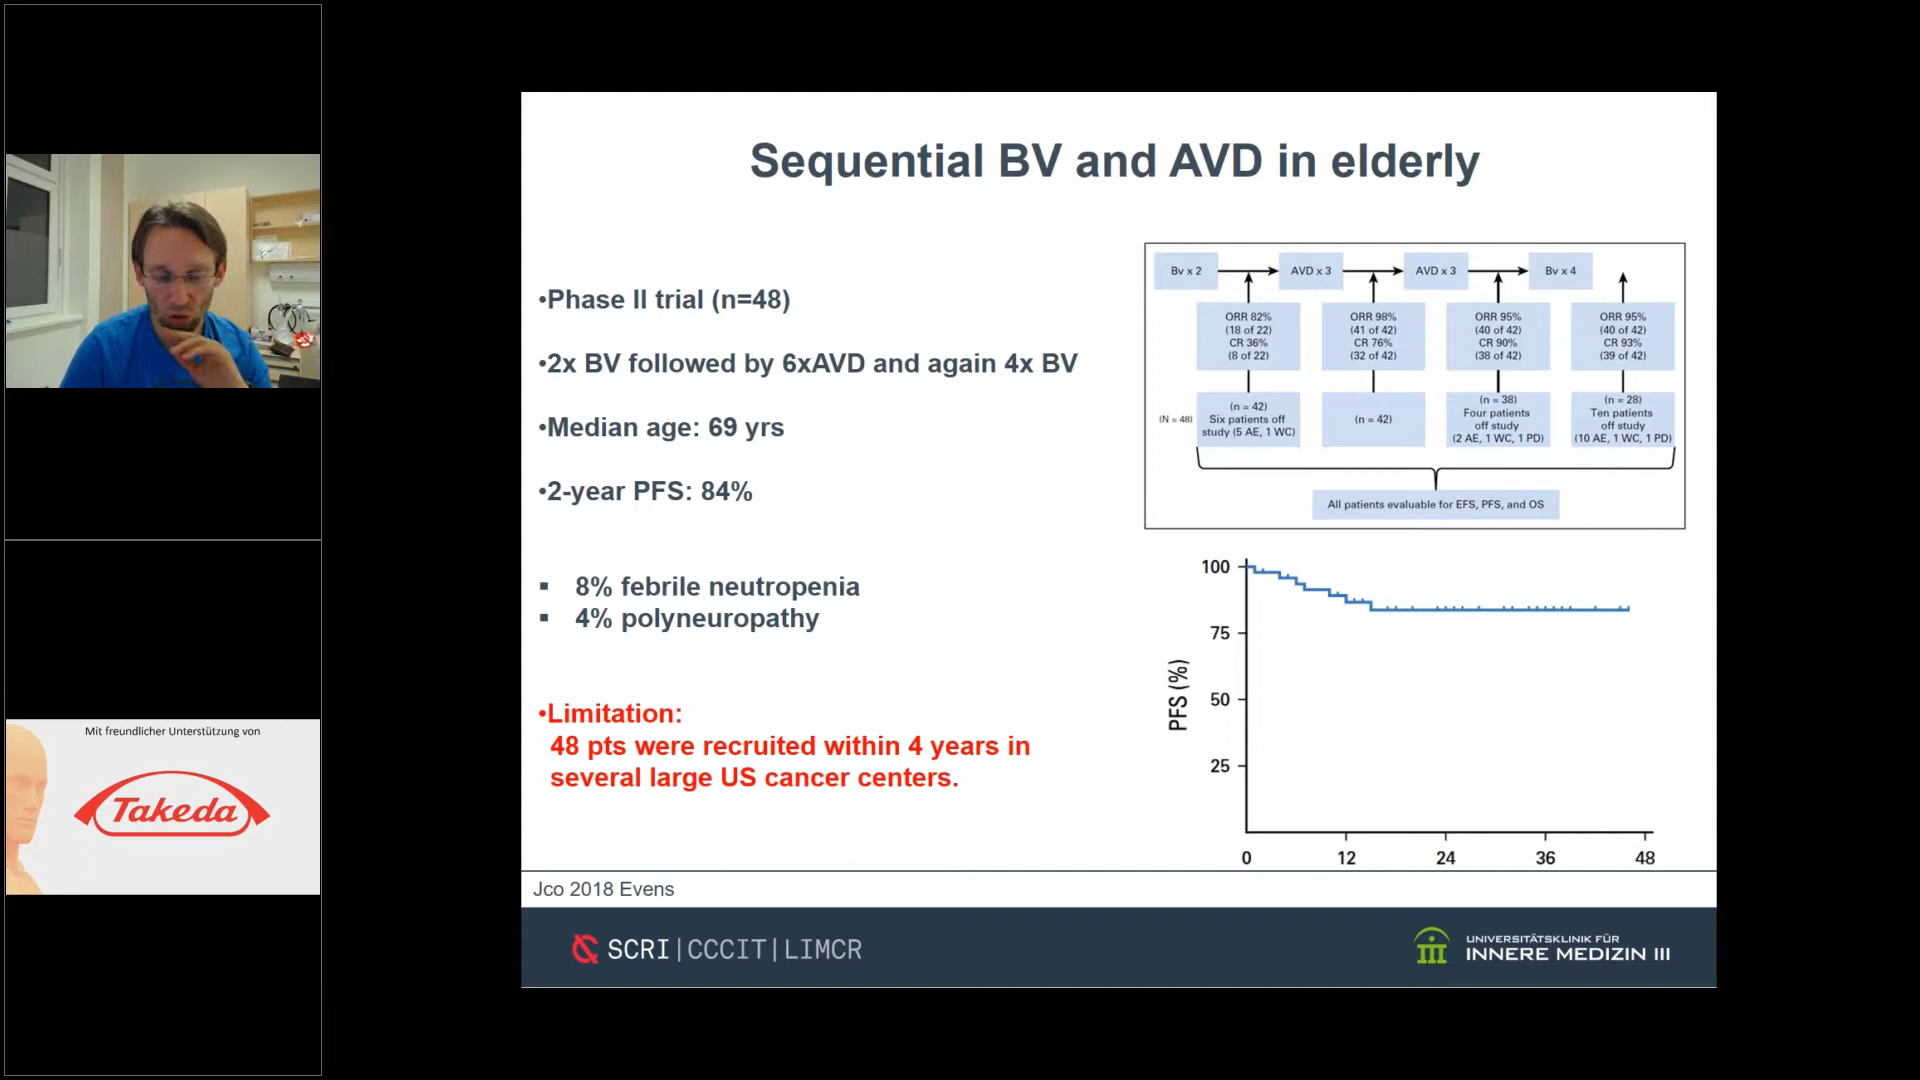 Sequential BV and AVD in elderly
•Phase II trial (n=48)
•2x BV followed by 6xAVD and again 4x BV
•Median age: 69 yrs
•2-year PFS: 84%
▪ 8% febrile neutropenia
▪ 4% polyneuropathy
•Limitation:
48 pts were recruited within 4 years in
several large US cancer centers.
Bv x 2
AVD x 3
AVD x 3
Bv x 4
ORR 82%
(18 of 22)
CR 36%
(8 of 22)
ORR 98%
(41 of 42)
CR 76%
(32 of 42)
ORR 95%
(40 of 42)
CR 90%
(38 of 42)
ORR 95%
(40 of 42)
CR 93%
(39 of 42)
(N = 48)
(n = 42)
Six patients off
study (5 AE, 1 WC)
(n = 42)
(n = 38)
Four patients
off study
(2 AE, 1 WC, 1 PD)
(n = 28)
Ten patients
off study
(10 AE, 1 WC, 1 PD)
All patients evaluable for EFS, PFS, and OS
PFS (%)
100
75
50
25
0 12 24 36 48
Jco 2018 Evens
SCRI|CCCIT|LIMCR
UNIVERSITÄTSKLINIK FÜR
INNERE MEDIZIN III
Mit freundlicher Unterstützung von
Takeda